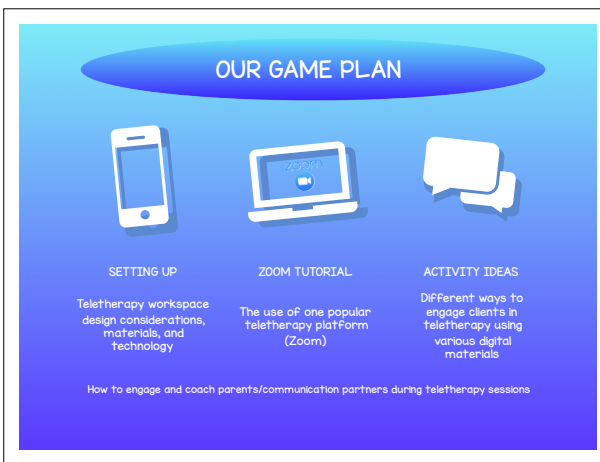 OUR GAME PLAN
zoom
SETTING UP
Teletherapy workspace
design considerations,
materials, and
technology
ZOOM TUTORIAL
The use of one popular
teletherapy platform
(Zoom)
ACTIVITY IDEAS
Different ways to
engage clients in
teletherapy using
various digital
materials
How to engage and coach parents/communication partners during teletherapy sessions